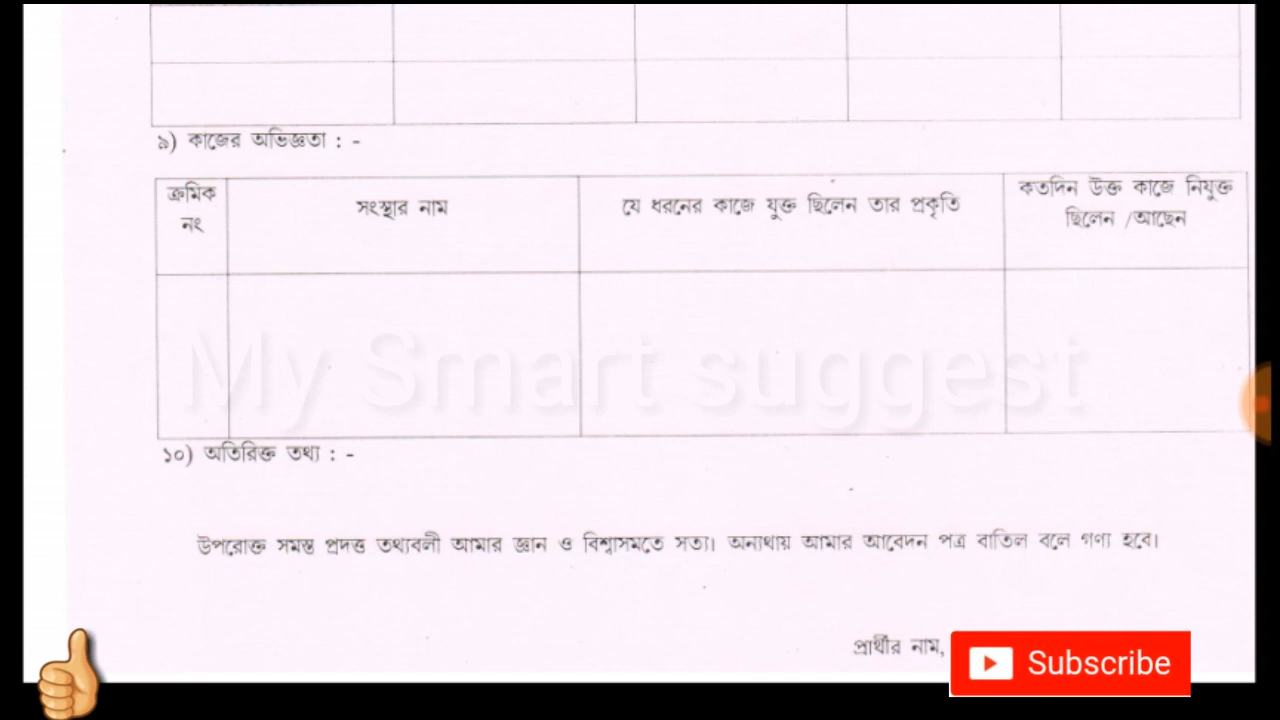 ৯) কাজের অভিজ্ঞতা : -
ক্রমিক নং
সংস্থার নাম
যে ধরনের কাজে যুক্ত ছিলেন তার প্রকৃতি
কতদিন উক্ত কাজে নিযুক্ত
ছিলেন /আছেন
My Smart suggest
১০) অতিরিক্ত তথ্য : -
উপরোক্ত সমস্ত প্রদত্ত তথ্যাবলী আমার জ্ঞান ও বিশ্বাসমতে সত্য। অন্যথায় আমার আবেদন পত্র বাতিল বলে গণ্য হবে।
প্রার্থীর নাম,
Subscribe